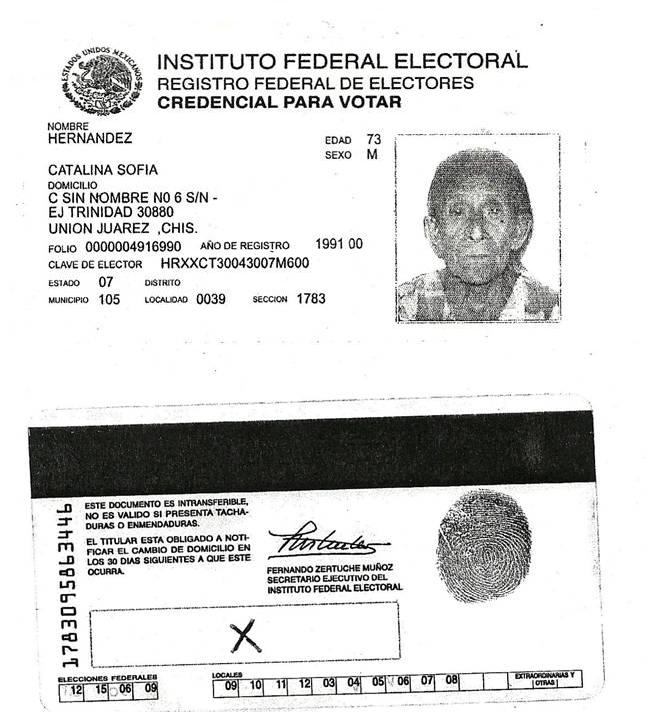 ESTADOS UNIDOS MEXICANOS
INSTITUTO FEDERAL ELECTORAL
REGISTRO FEDERAL DE ELECTORES
CREDENCIAL PARA VOTAR
NOMBRE
HERNANDEZ
EDAD 73
SEXO M
CATALINA SOFIA
DOMICILIO
C SIN NOMBRE N0 6 S/N -
EJ TRINIDAD 30880
UNION JUAREZ ,CHIS.
FOLIO 0000004916990 AÑO DE REGISTRO 1991 00
CLAVE DE ELECTOR HRXXCT30043007M600
ESTADO 07 DISTRITO
MUNICIPIO 105 LOCALIDAD 0039 SECCION 1783
1783095863446
ESTE DOCUMENTO ES INTRANSFERIBLE,
NO ES VALIDO SI PRESENTA TACHA-
DURAS O ENMENDADURAS.
EL TITULAR ESTA OBLIGADO A NOTI-
FICAR EL CAMBIO DE DOMICILIO EN
LOS 30 DIAS SIGUIENTES A QUE ESTE
OCURRA.
FERNANDO ZERTUCHE MUÑOZ
SECRETARIO EJECUTIVO DEL
INSTITUTO FEDERAL ELECTORAL
X
ELECCIONES FEDERALES
12 15 06 09
LOCALES
09 10 11 12 03 04 05 06 07 08
EXTRAORDINARIAS Y
OTRAS